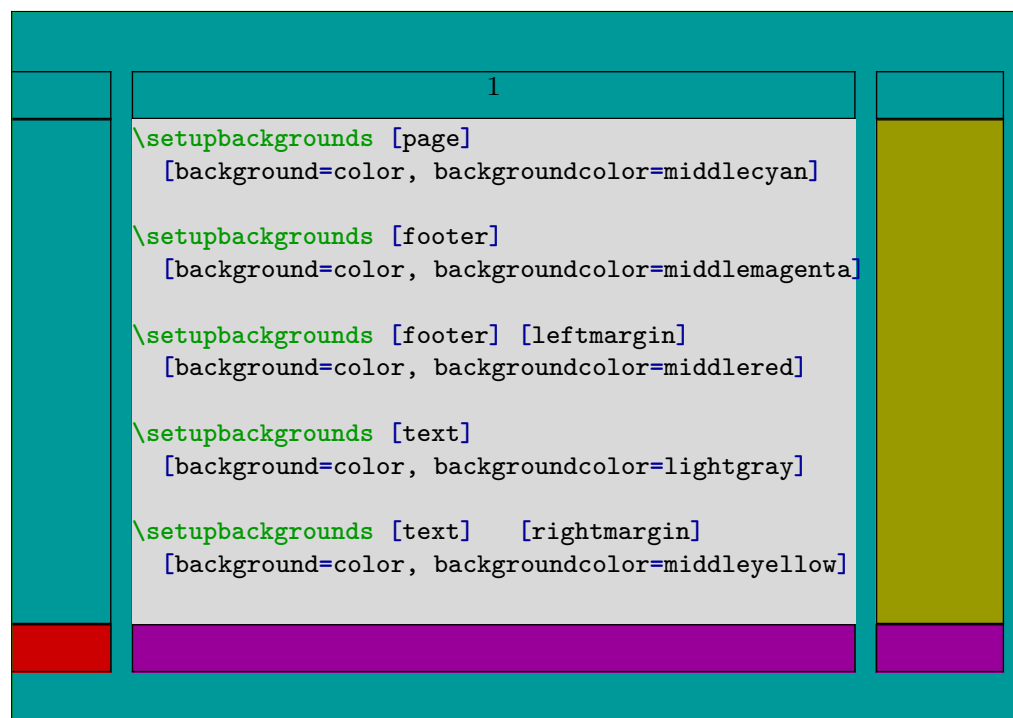 1
\setupbackgrounds [page]
  [background=color, backgroundcolor=middlecyan]
\setupbackgrounds [footer]
  [background=color, backgroundcolor=middlemagenta]
\setupbackgrounds [footer] [leftmargin]
  [background=color, backgroundcolor=middlered]
\setupbackgrounds [text]
  [background=color, backgroundcolor=lightgray]
\setupbackgrounds [text]   [rightmargin]
  [background=color, backgroundcolor=middleyellow]